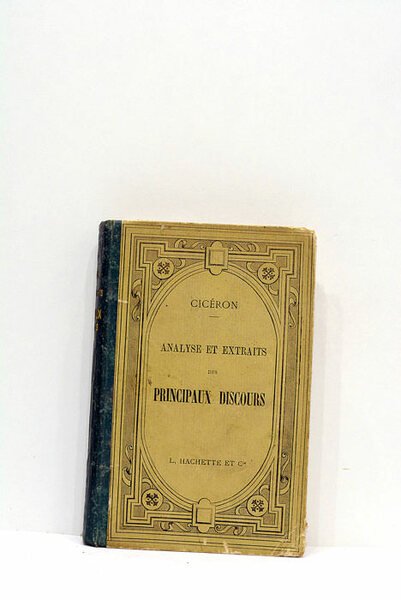 CICÉRON
ANALYSE ET EXTRAITS
DES
PRINCIPAUX DISCOURS
L. HACHETTE ET Cie